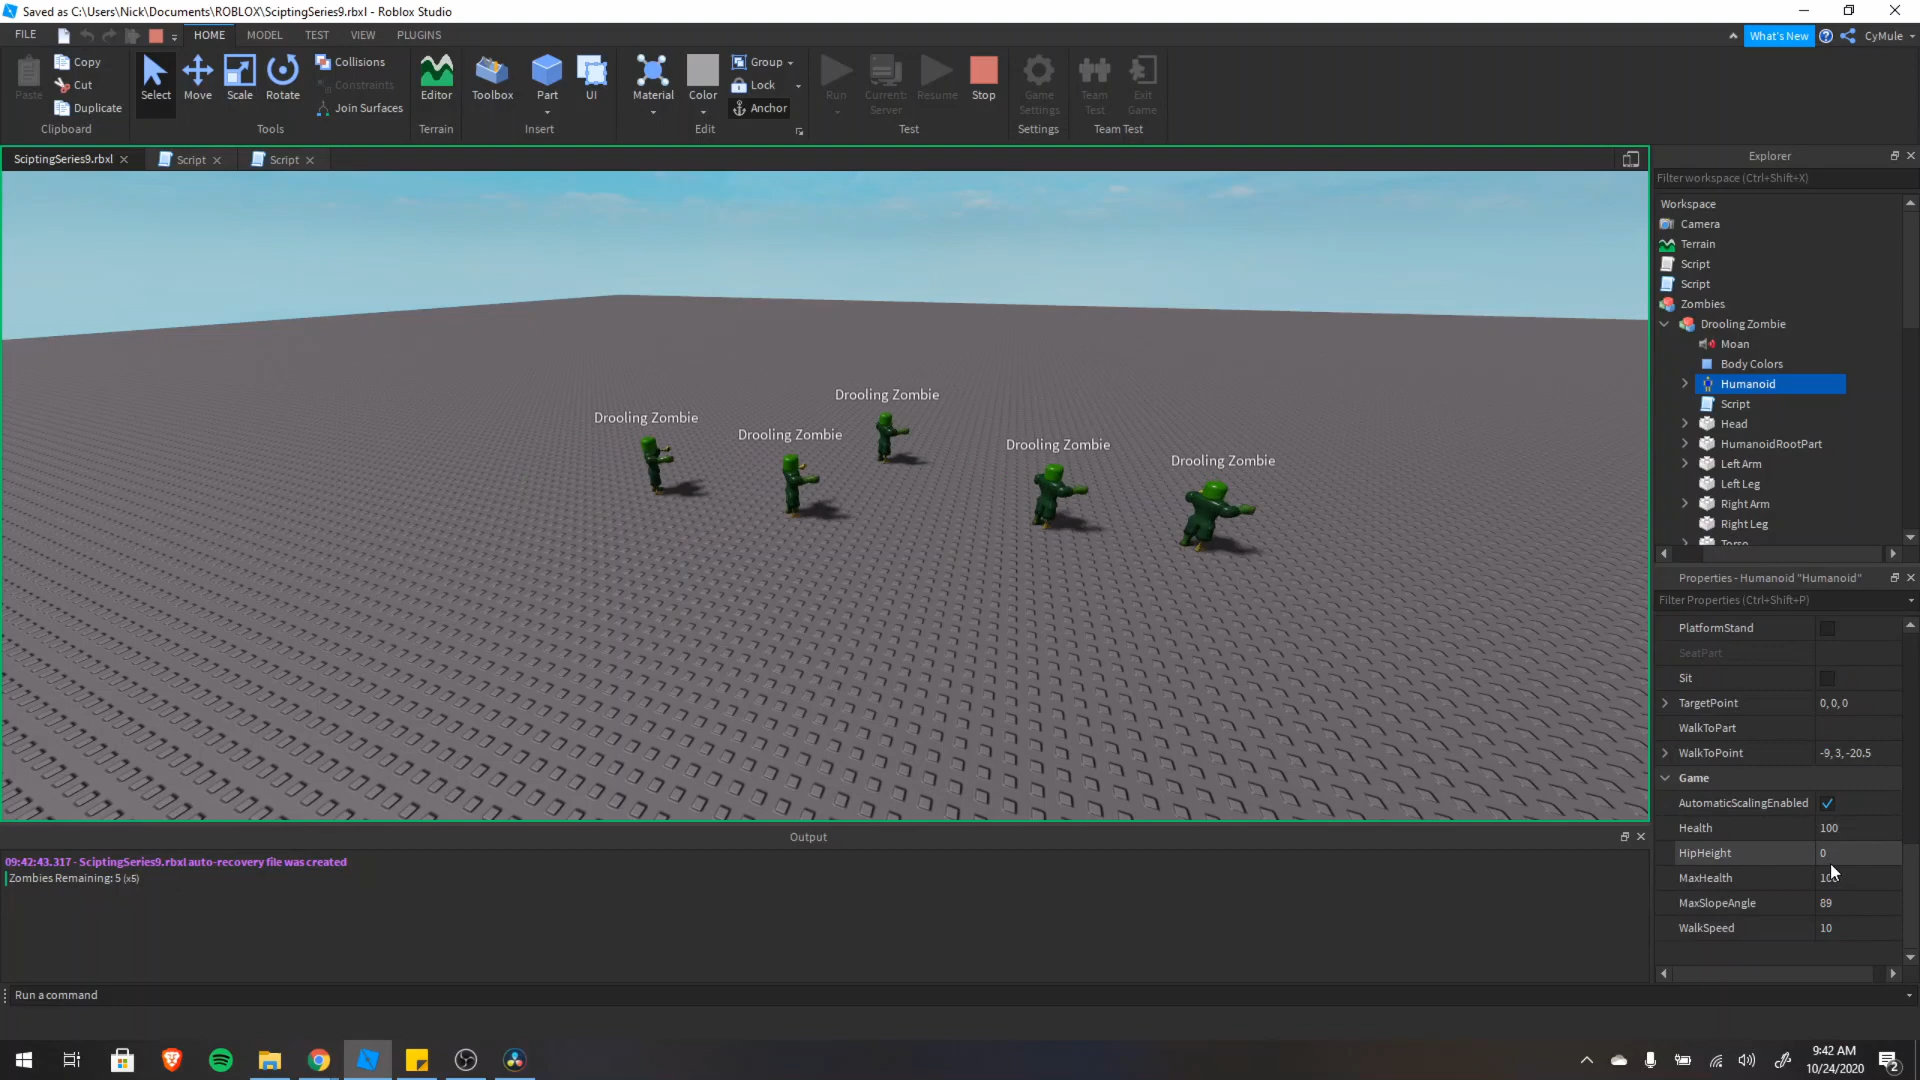 Saved as C:\Users\Nick\Documents\ROBLOX\SciptingSeries9.rbxl - Roblox Studio
FILE HOME MODEL TEST VIEW PLUGINS What's New CyMule
Paste Copy Cut Duplicate Clipboard
Select Move Scale Rotate Collisions Constraints Join Surfaces Tools
Editor Terrain
Toolbox Part UI Insert
Material Color Group Lock Anchor Edit
Run Current: Server Resume Stop Test
Game Settings Settings
Team Test Exit Game Team Test
SciptingSeries9.rbxl Script Script
Drooling Zombie
Drooling Zombie
Drooling Zombie
Drooling Zombie
Drooling Zombie
Explorer
Filter workspace (Ctrl+Shift+X)
Workspace
Camera
Terrain
Script
Script
Zombies
Drooling Zombie
Moan
Body Colors
Humanoid
Script
Head
HumanoidRootPart
Left Arm
Left Leg
Right Arm
Right Leg
Torso
Properties - Humanoid "Humanoid"
Filter Properties (Ctrl+Shift+P)
PlatformStand
SeatPart
Sit
TargetPoint 0, 0, 0
WalkToPart
WalkToPoint -9, 3, -20.5
Game
AutomaticScalingEnabled
Health 100
HipHeight 0
MaxHealth
MaxSlopeAngle 89
WalkSpeed 10
Output
09:42:43.317 - SciptingSeries9.rbxl auto-recovery file was created
Zombies Remaining: 5 (x5)
Run a command
9:42 AM
10/24/2020
2